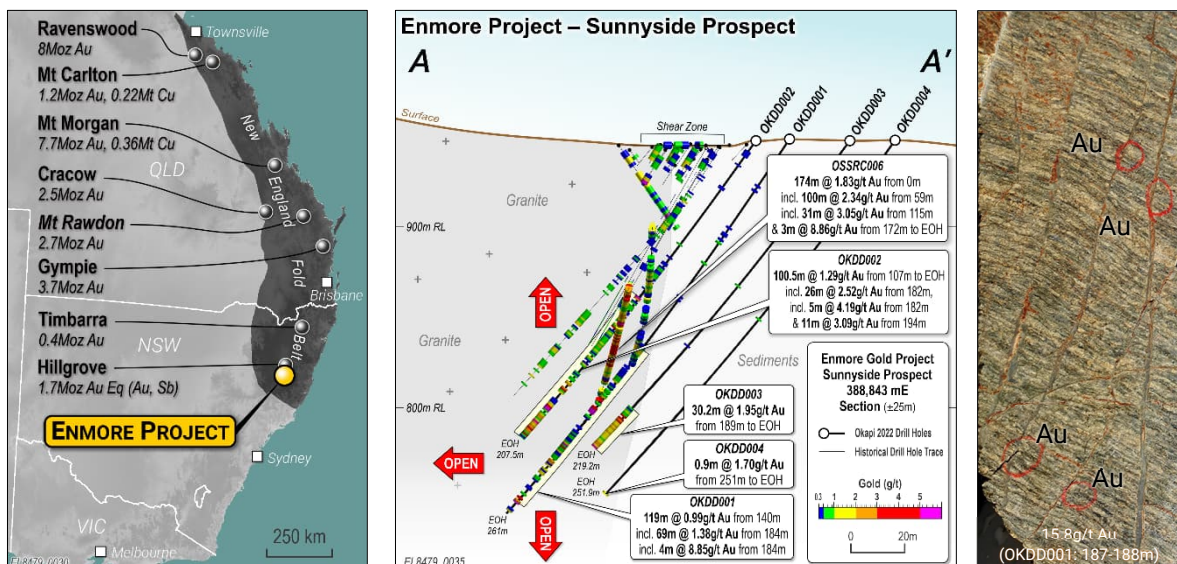 Ravenswood
8Moz Au
Mt Carlton
1.2Moz Au, 0.22Mt Cu
Mt Morgan
7.7Moz Au, 0.36Mt Cu
Cracow
2.5Moz Au
Mt Rawdon
2.7Moz Au
Gympie
3.7Moz Au
Timbarra
0.4Moz Au
Hillgrove
1.7Moz Au Eq (Au, Sb)
ENMORE PROJECT
Townsville
New
England
Fold
Belt
QLD
Brisbane
NSW
Sydney
VIC
Melbourne
250 km
EL8479_0030
Enmore Project – Sunnyside Prospect
A
A'
Surface
Shear Zone
OKDD002
OKDD001
OKDD003
OKDD004
Granite
900m RL
OPEN
Granite
Sediments
800m RL
OPEN
OPEN
OSSRC006
174m @ 1.83g/t Au from 0m
incl. 100m @ 2.34g/t Au from 59m
incl. 31m @ 3.05g/t Au from 115m
& 3m @ 8.86g/t Au from 172m to EOH
OKDD002
100.5m @ 1.29g/t Au from 107m to EOH
incl. 26m @ 2.52g/t Au from 182m,
incl. 5m @ 4.19g/t Au from 182m
& 11m @ 3.09g/t Au from 194m
OKDD003
30.2m @ 1.95g/t Au
from 189m to EOH
OKDD004
0.9m @ 1.70g/t Au
from 251m to EOH
OKDD001
119m @ 0.99g/t Au from 140m
incl. 69m @ 1.38g/t Au from 184m
incl. 4m @ 8.85g/t Au from 184m
EOH
207.5m
EOH
219.2m
EOH
251.9m
EOH
261m
Enmore Gold Project
Sunnyside Prospect
388,843 mE
Section (±25m)
Okapi 2022 Drill Holes
Historical Drill Hole Trace
Gold (g/t)
0.3 1 2 3 4 5
0 20m
EL8479_0035
Au
Au
Au
Au
15.8g/t Au
(OKDD001: 187-188m)